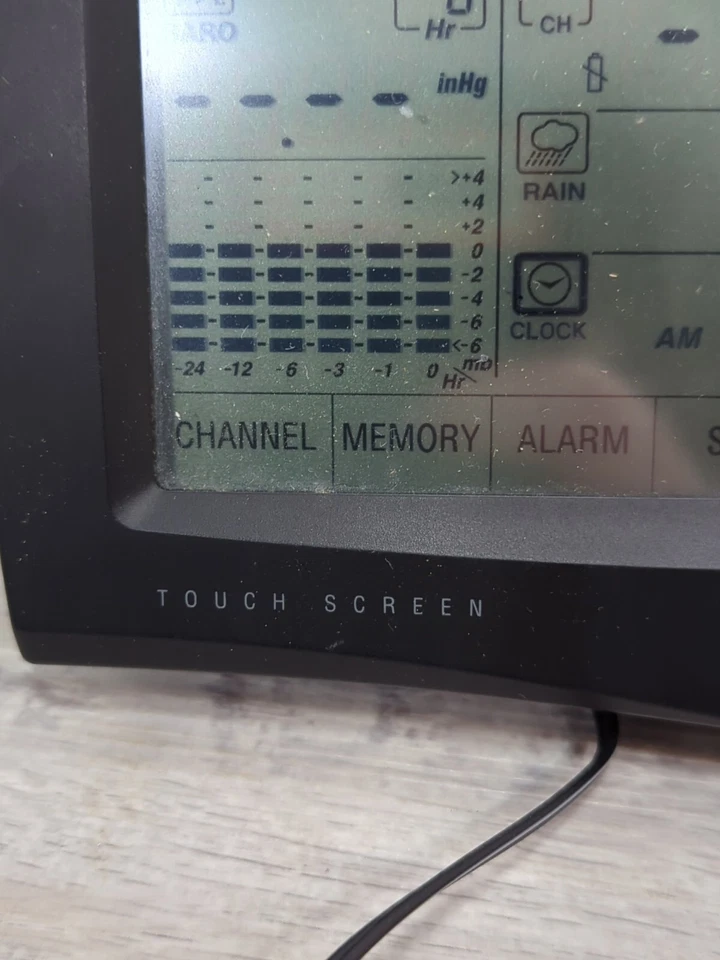 Hr
CH
- - - -
inHg
>+4
+4
RAIN
+2
0
-2
-4
CLOCK
-6
AM
<-6
-24 -12 -6 -3 -1 0 Hr/mb
CHANNEL MEMORY ALARM
TOUCH SCREEN